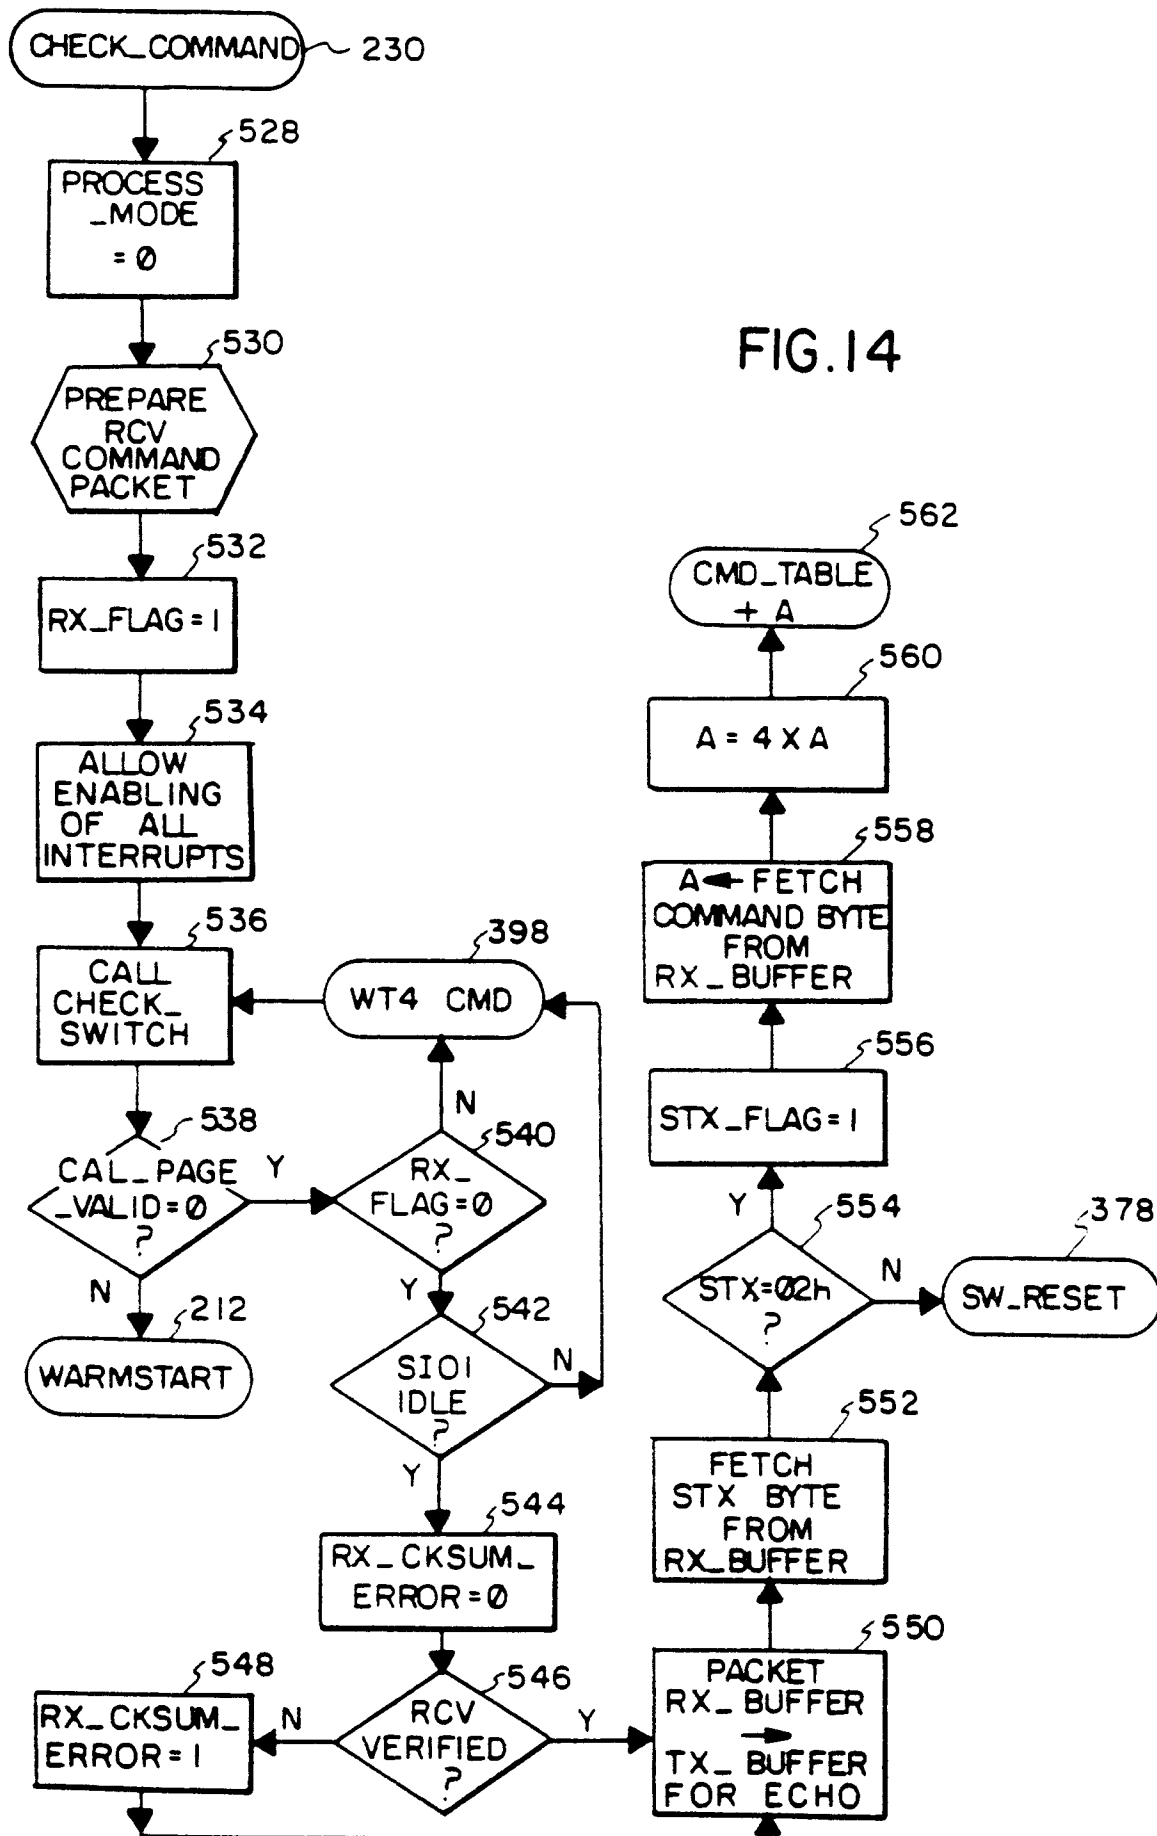 CHECK_COMMAND
230
528
PROCESS
_MODE
= 0
530
PREPARE
RCV
COMMAND
PACKET
532
RX_FLAG=1
534
ALLOW
ENABLING
OF ALL
INTERRUPTS
536
CALL
CHECK_
SWITCH
398
WT4 CMD
538
CAL_PAGE
_VALID=0
?
Y
N
212
WARMSTART
N
540
RX_
FLAG=0
?
Y
542
SIO1
IDLE
?
N
Y
544
RX_CKSUM_
ERROR=0
546
RCV
VERIFIED
?
N
Y
548
RX_CKSUM_
ERROR=1
FIG.14
562
CMD_TABLE
+ A
560
A = 4 X A
558
A ← FETCH
COMMAND BYTE
FROM
RX_BUFFER
556
STX_FLAG=1
Y
554
STX=02h
?
N
378
SW_RESET
552
FETCH
STX BYTE
FROM
RX_BUFFER
550
PACKET
RX_BUFFER
→
TX_BUFFER
FOR ECHO